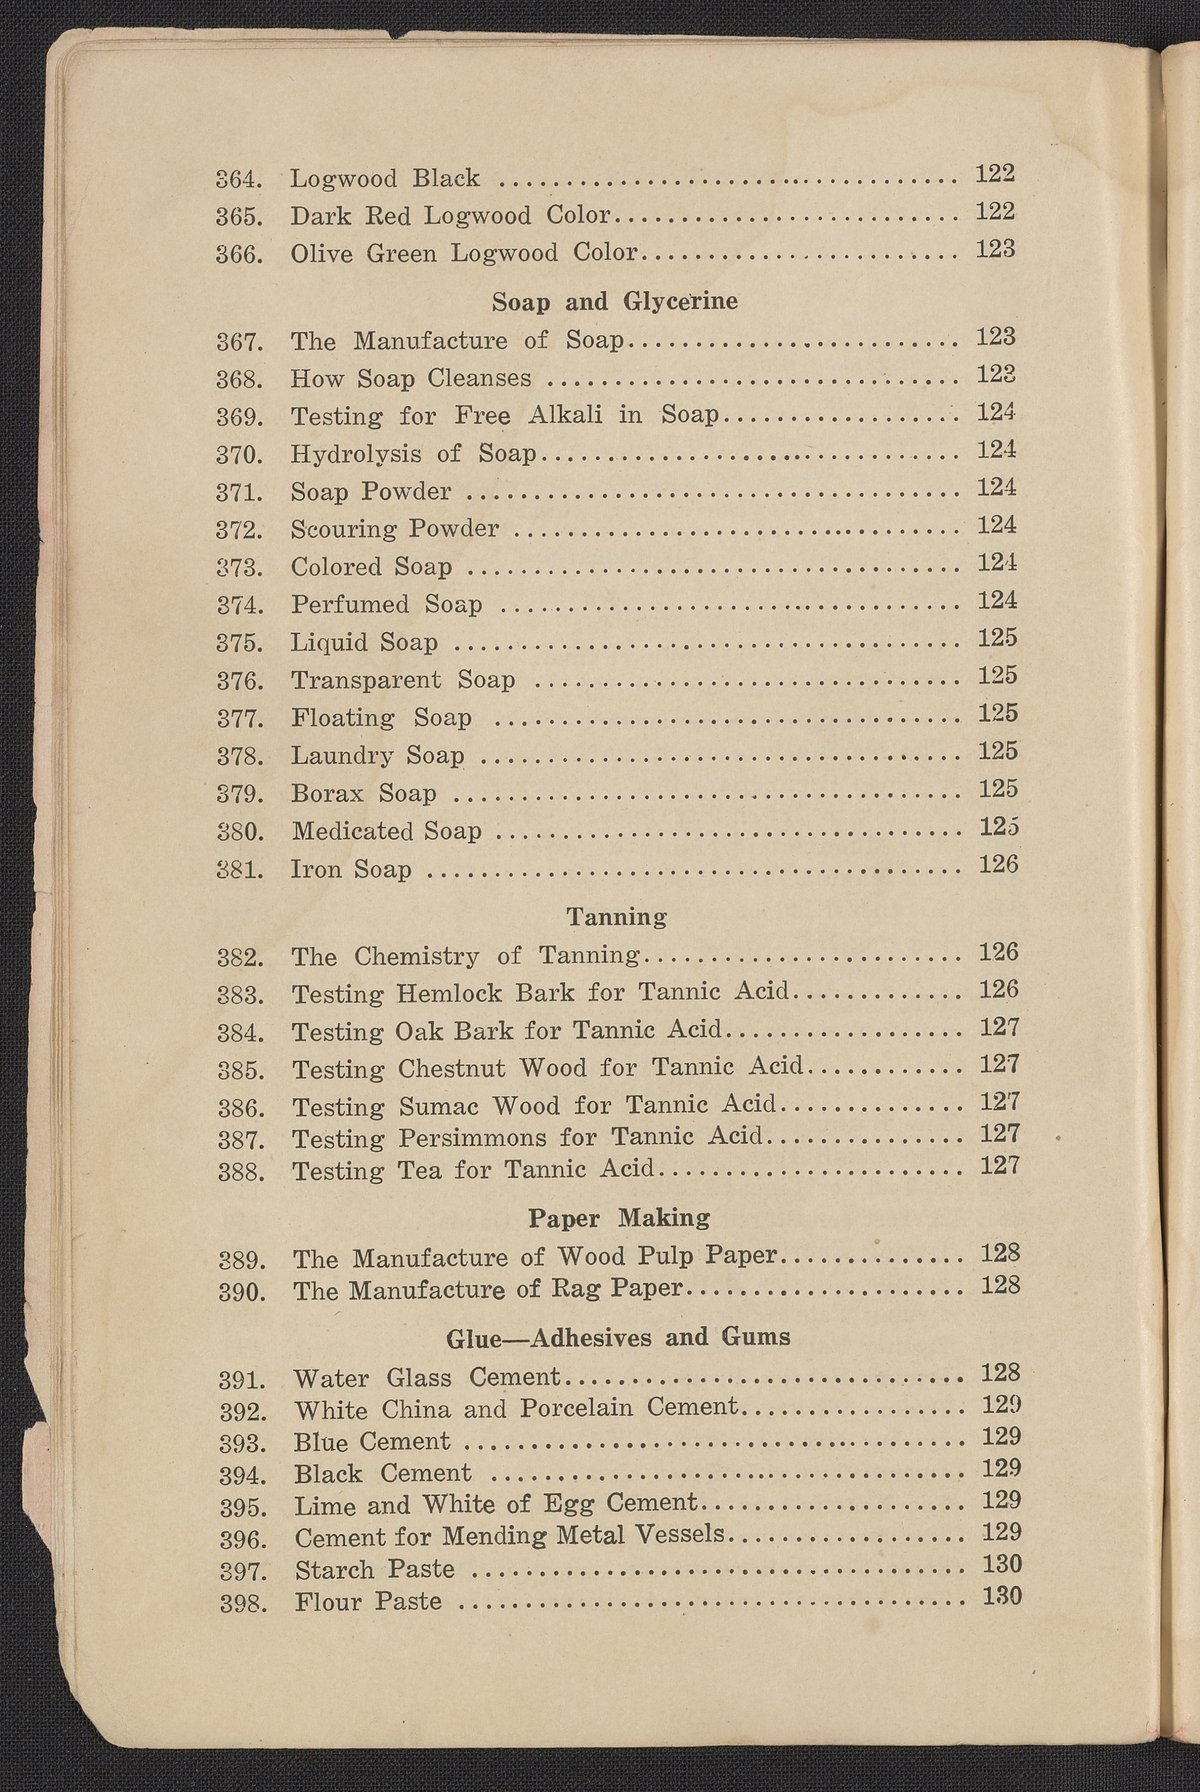 364. Logwood Black .................................. 122
365. Dark Red Logwood Color.......................... 122
366. Olive Green Logwood Color........................ 123
Soap and Glycerine
367. The Manufacture of Soap......................... 123
368. How Soap Cleanses ............................... 123
369. Testing for Free Alkali in Soap.................. 124
370. Hydrolysis of Soap............................... 124
371. Soap Powder ..................................... 124
372. Scouring Powder ................................. 124
373. Colored Soap .................................... 124
374. Perfumed Soap .................................. 124
375. Liquid Soap ...................................... 125
376. Transparent Soap ................................ 125
377. Floating Soap ................................... 125
378. Laundry Soap .................................... 125
379. Borax Soap ...................................... 125
380. Medicated Soap ................................... 125
381. Iron Soap ........................................ 126
Tanning
382. The Chemistry of Tanning........................ 126
383. Testing Hemlock Bark for Tannic Acid............. 126
384. Testing Oak Bark for Tannic Acid.................. 127
385. Testing Chestnut Wood for Tannic Acid............ 127
386. Testing Sumac Wood for Tannic Acid.............. 127
387. Testing Persimmons for Tannic Acid............... 127
388. Testing Tea for Tannic Acid....................... 127
Paper Making
389. The Manufacture of Wood Pulp Paper.............. 128
390. The Manufacture of Rag Paper..................... 128
Glue—Adhesives and Gums
391. Water Glass Cement.............................. 128
392. White China and Porcelain Cement................. 129
393. Blue Cement ...................................... 129
394. Black Cement .................................... 129
395. Lime and White of Egg Cement.................... 129
396. Cement for Mending Metal Vessels.................. 129
397. Starch Paste ..................................... 130
398. Flour Paste ...................................... 130